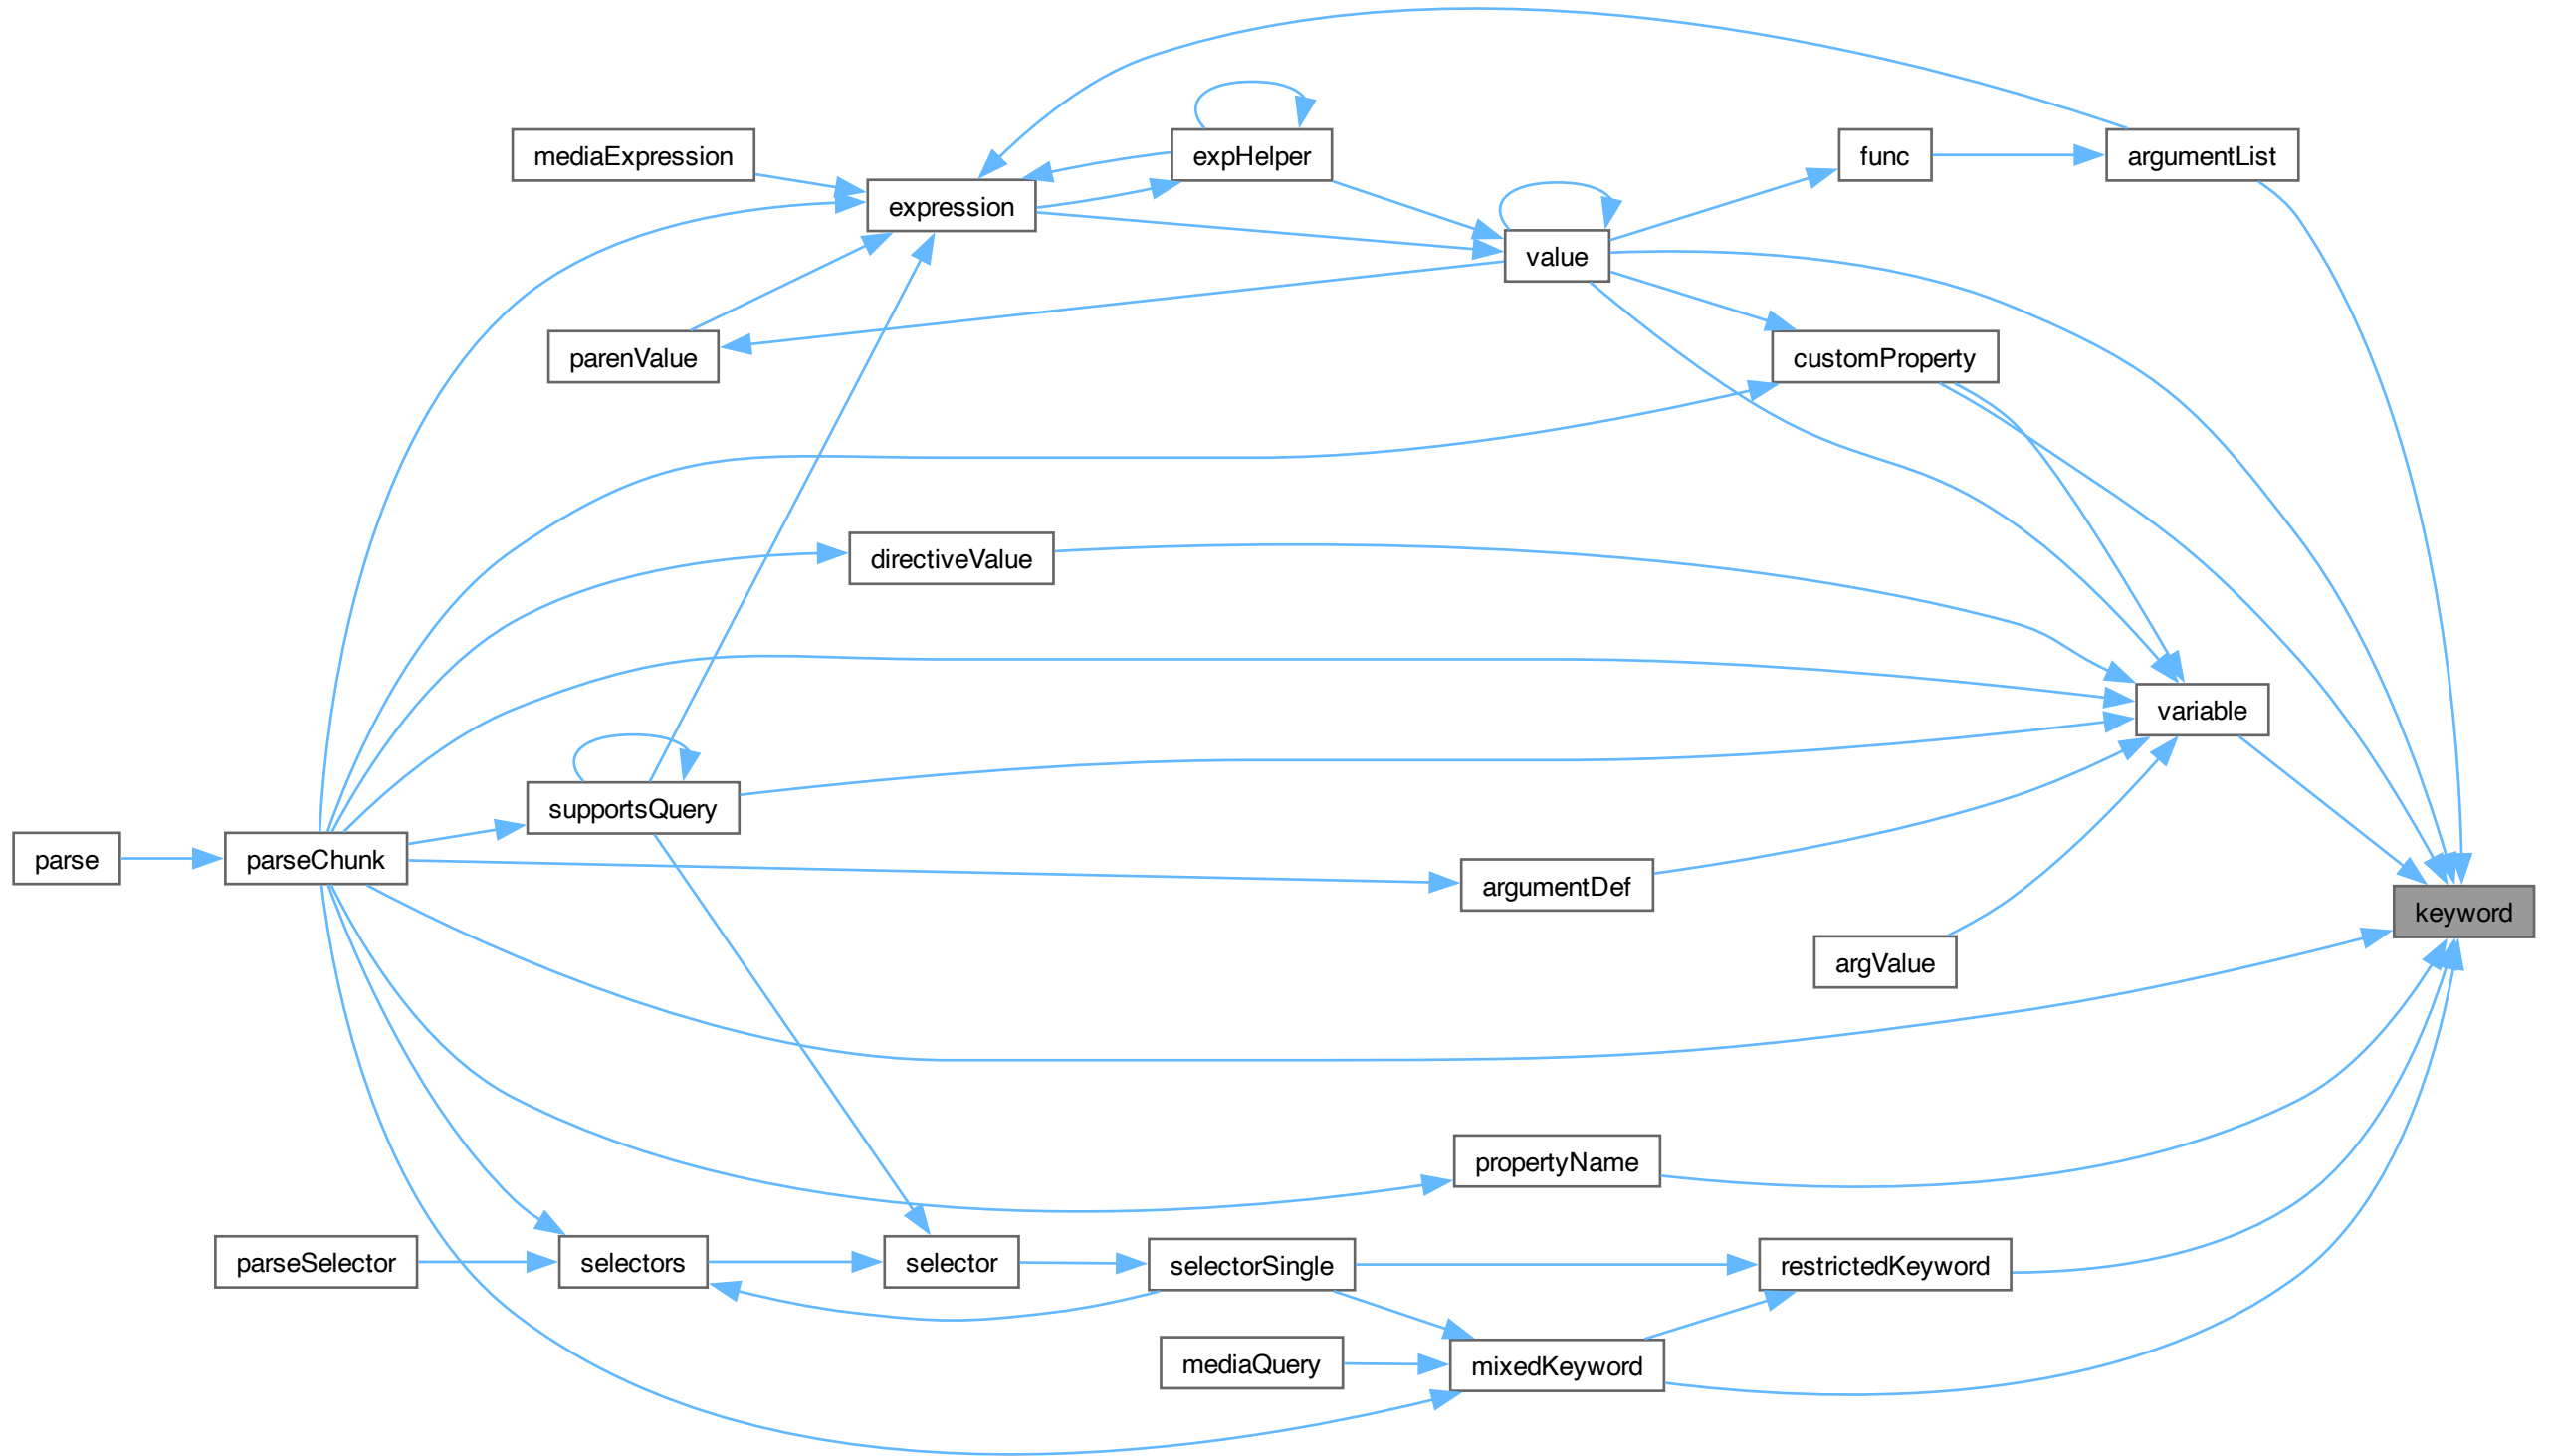 mediaExpression
expHelper
func
argumentList
expression
value
parenValue
customProperty
directiveValue
variable
supportsQuery
parse
parseChunk
argumentDef
keyword
argValue
propertyName
parseSelector
selectors
selector
selectorSingle
restrictedKeyword
mediaQuery
mixedKeyword